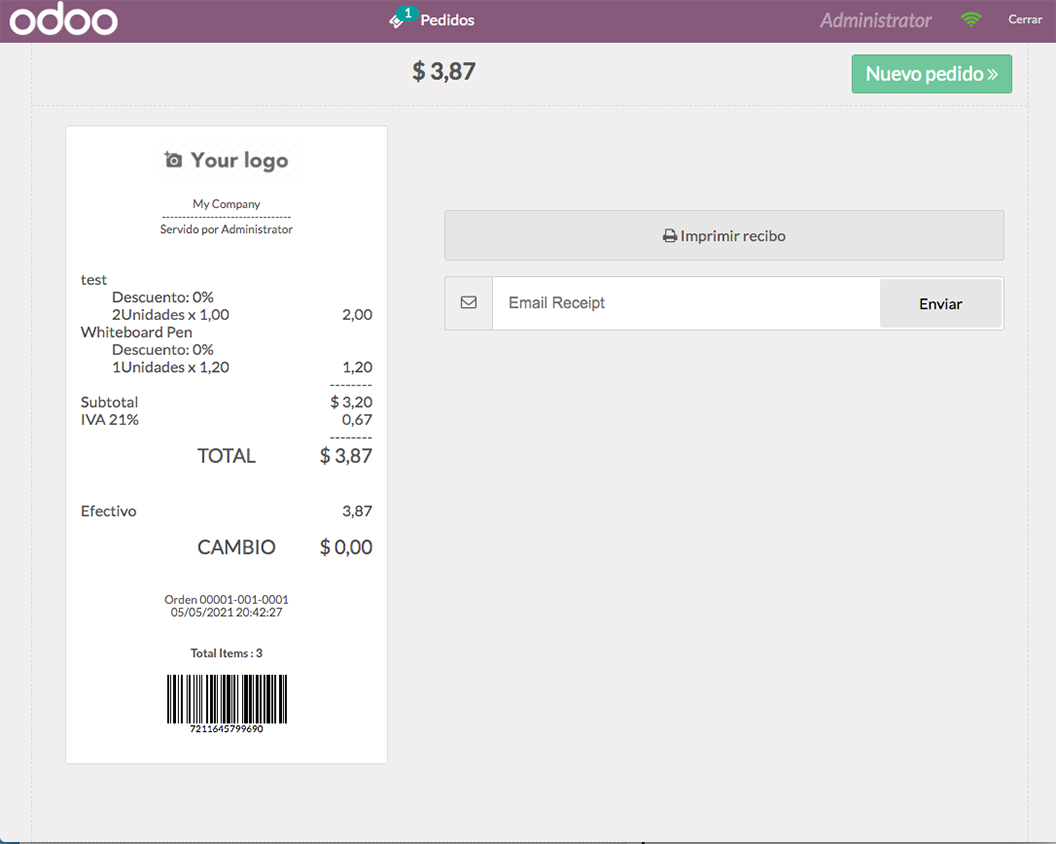 odoo
1 Pedidos
Administrator
Cerrar
$ 3,87
Nuevo pedido »
Your logo
My Company
--------------------------------
Servido por Administrator
test
Descuento: 0%
2Unidades x 1,00 2,00
Whiteboard Pen
Descuento: 0%
1Unidades x 1,20 1,20
--------
Subtotal $ 3,20
IVA 21% 0,67
--------
TOTAL $ 3,87
Efectivo 3,87
CAMBIO $ 0,00
Orden 00001-001-0001
05/05/2021 20:42:27
Total Items : 3
7211645799690
Imprimir recibo
Email Receipt
Enviar